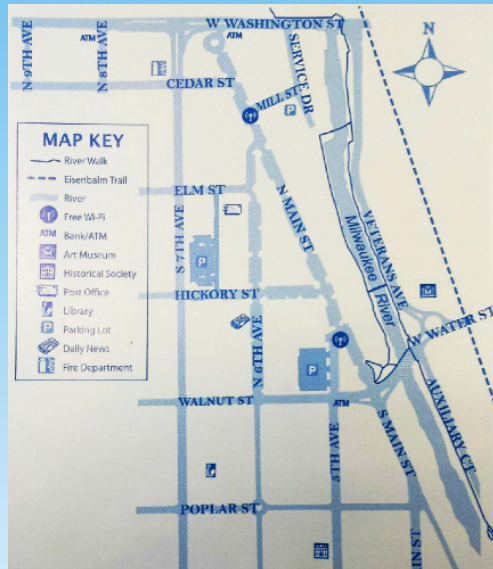 W WASHINGTON ST
ATM
ATM
N 9TH AVE
N 8TH AVE
SERVICE DR
N
CEDAR ST
MILL ST
P
MAP KEY
River Walk
Eisenbalm Trail
River
Free Wi-Fi
ATM Bank/ATM
Art Museum
Historical Society
Post Office
Library
P Parking Lot
Daily News
Fire Department
ELM ST
N MAIN ST
S 7TH AVE
P
VETERANS AVE
Milwaukee River
HICKORY ST
N 6TH AVE
W WATER ST
P
WALNUT ST
ATM
5TH AVE
S MAIN ST
AUXILIARY CT
POPLAR ST
IN ST